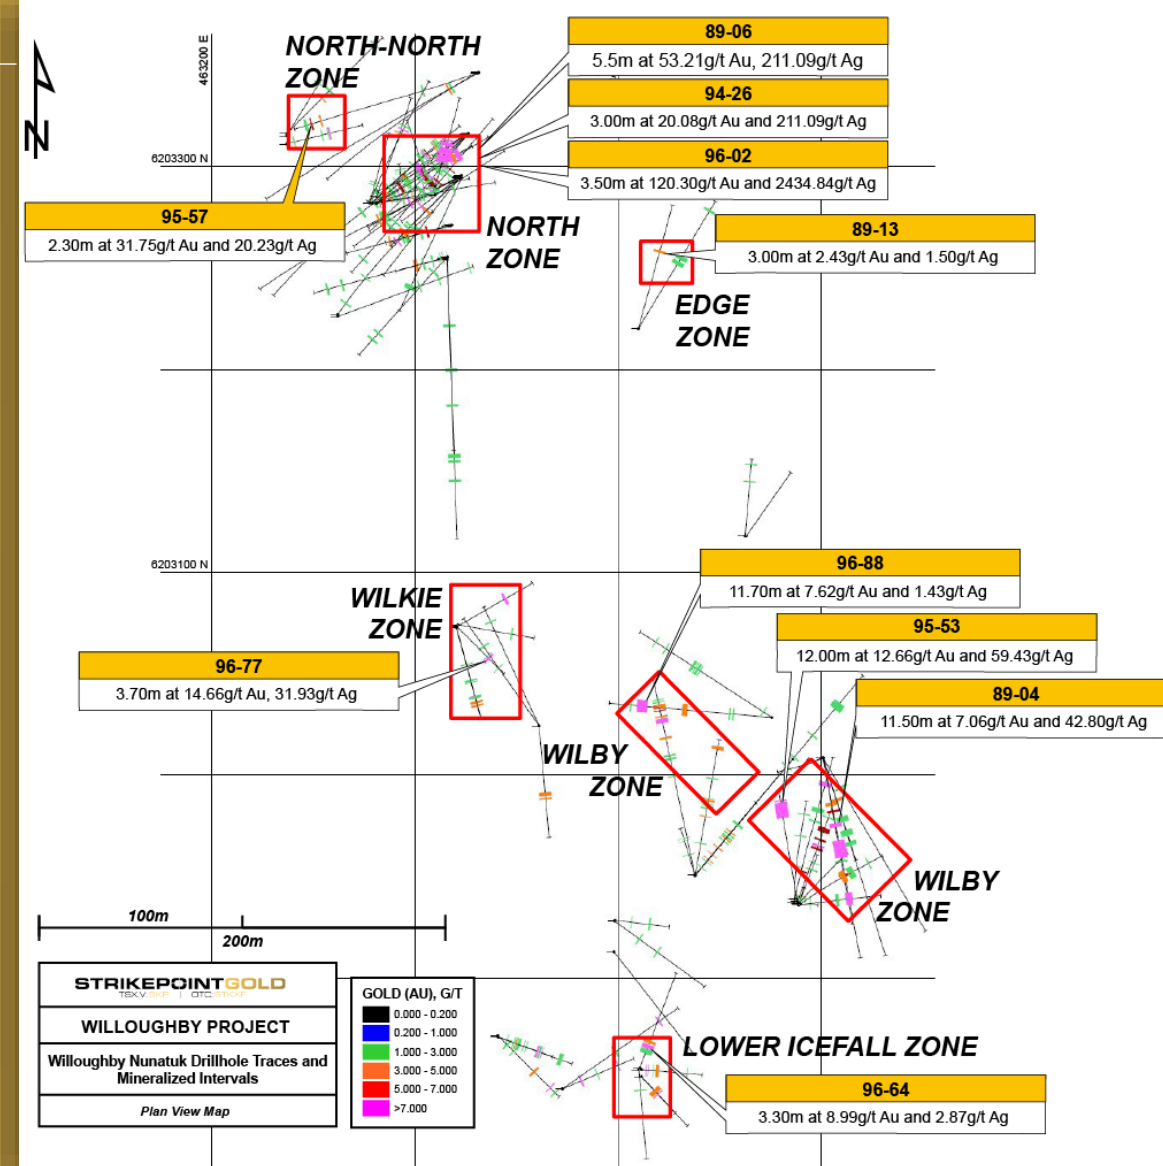 NORTH-NORTH
ZONE
463200 E
N
6203300 N
89-06
5.5m at 53.21g/t Au, 211.09g/t Ag
94-26
3.00m at 20.08g/t Au and 211.09g/t Ag
96-02
3.50m at 120.30g/t Au and 2434.84g/t Ag
95-57
2.30m at 31.75g/t Au and 20.23g/t Ag
NORTH
ZONE
89-13
3.00m at 2.43g/t Au and 1.50g/t Ag
EDGE
ZONE
6203100 N
WILKIE
ZONE
96-77
3.70m at 14.66g/t Au, 31.93g/t Ag
96-88
11.70m at 7.62g/t Au and 1.43g/t Ag
95-53
12.00m at 12.66g/t Au and 59.43g/t Ag
89-04
11.50m at 7.06g/t Au and 42.80g/t Ag
WILBY
ZONE
WILBY
ZONE
100m
200m
STRIKEPOINTGOLD
TSX.V:SKP | OTC:STKXF
WILLOUGHBY PROJECT
Willoughby Nunatuk Drillhole Traces and
Mineralized Intervals
Plan View Map
GOLD (AU), G/T
0.000 - 0.200
0.200 - 1.000
1.000 - 3.000
3.000 - 5.000
5.000 - 7.000
>7.000
LOWER ICEFALL ZONE
96-64
3.30m at 8.99g/t Au and 2.87g/t Ag